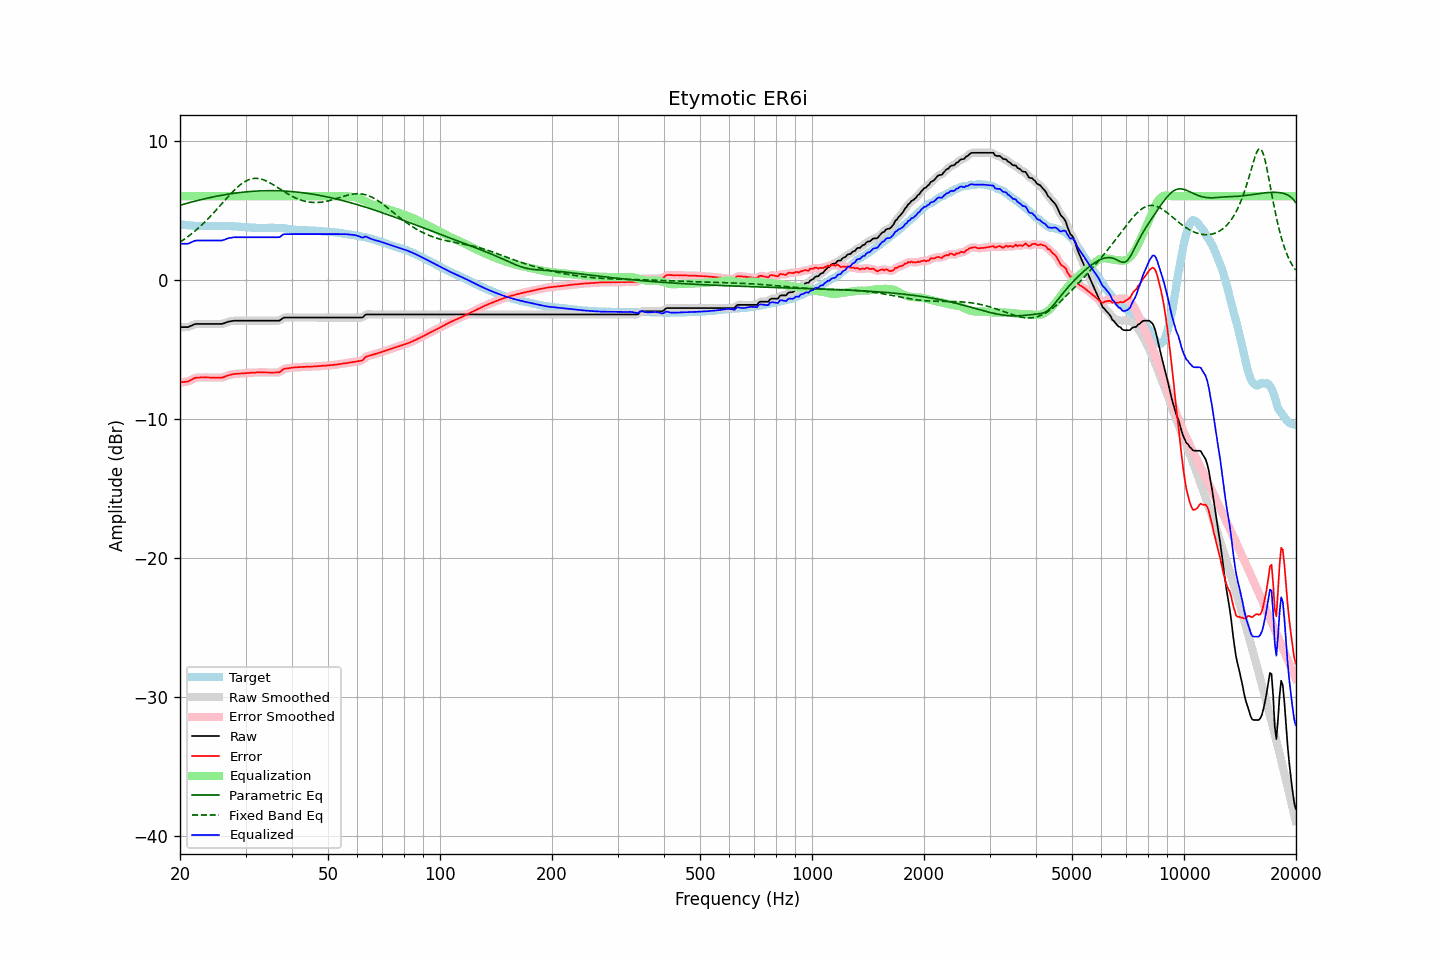 Etymotic ER6i
Amplitude (dBr)
10
0
−10
−20
−30
−40
Target
Raw Smoothed
Error Smoothed
Raw
Error
Equalization
Parametric Eq
Fixed Band Eq
Equalized
20 50 100 200 500 1000 2000 5000 10000 20000
Frequency (Hz)